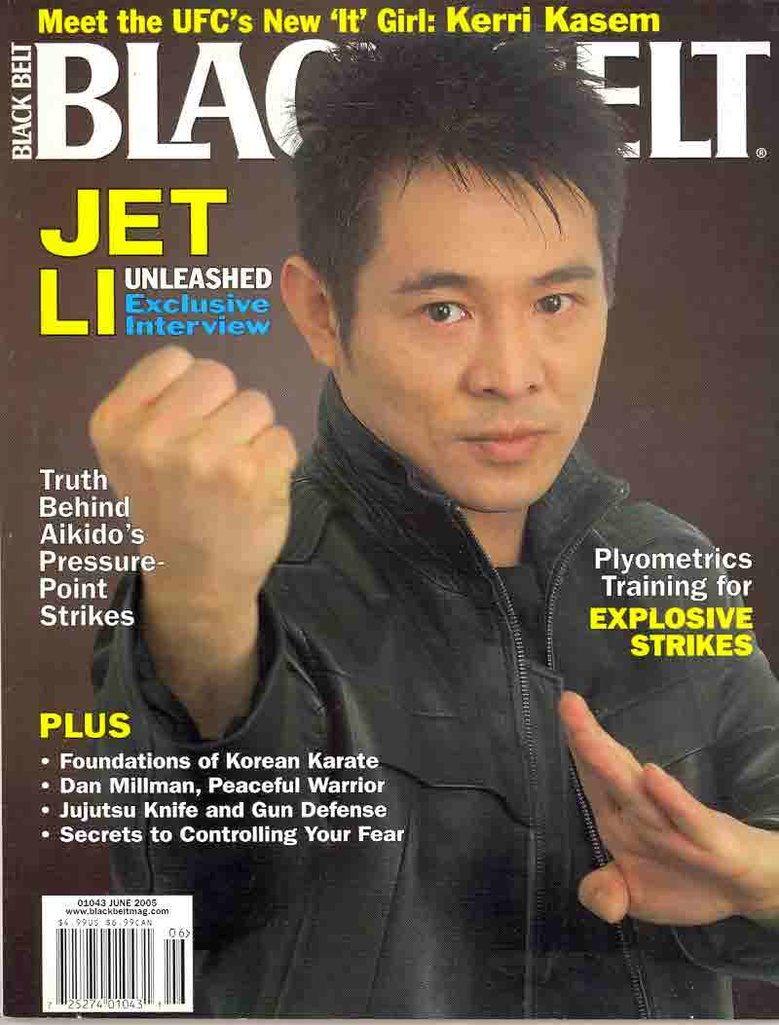 Meet the UFC's New 'It' Girl: Kerri Kasem
BLACK BELT
BLAC ELT
®
JET
LI UNLEASHED
Exclusive
Interview
Truth
Behind
Aikido's
Pressure-
Point
Strikes
Plyometrics
Training for
EXPLOSIVE
STRIKES
PLUS
• Foundations of Korean Karate
• Dan Millman, Peaceful Warrior
• Jujutsu Knife and Gun Defense
• Secrets to Controlling Your Fear
01043 JUNE 2005
www.blackbeltmag.com
$4.99US $6.99CAN
06>
7 25274 01043 1